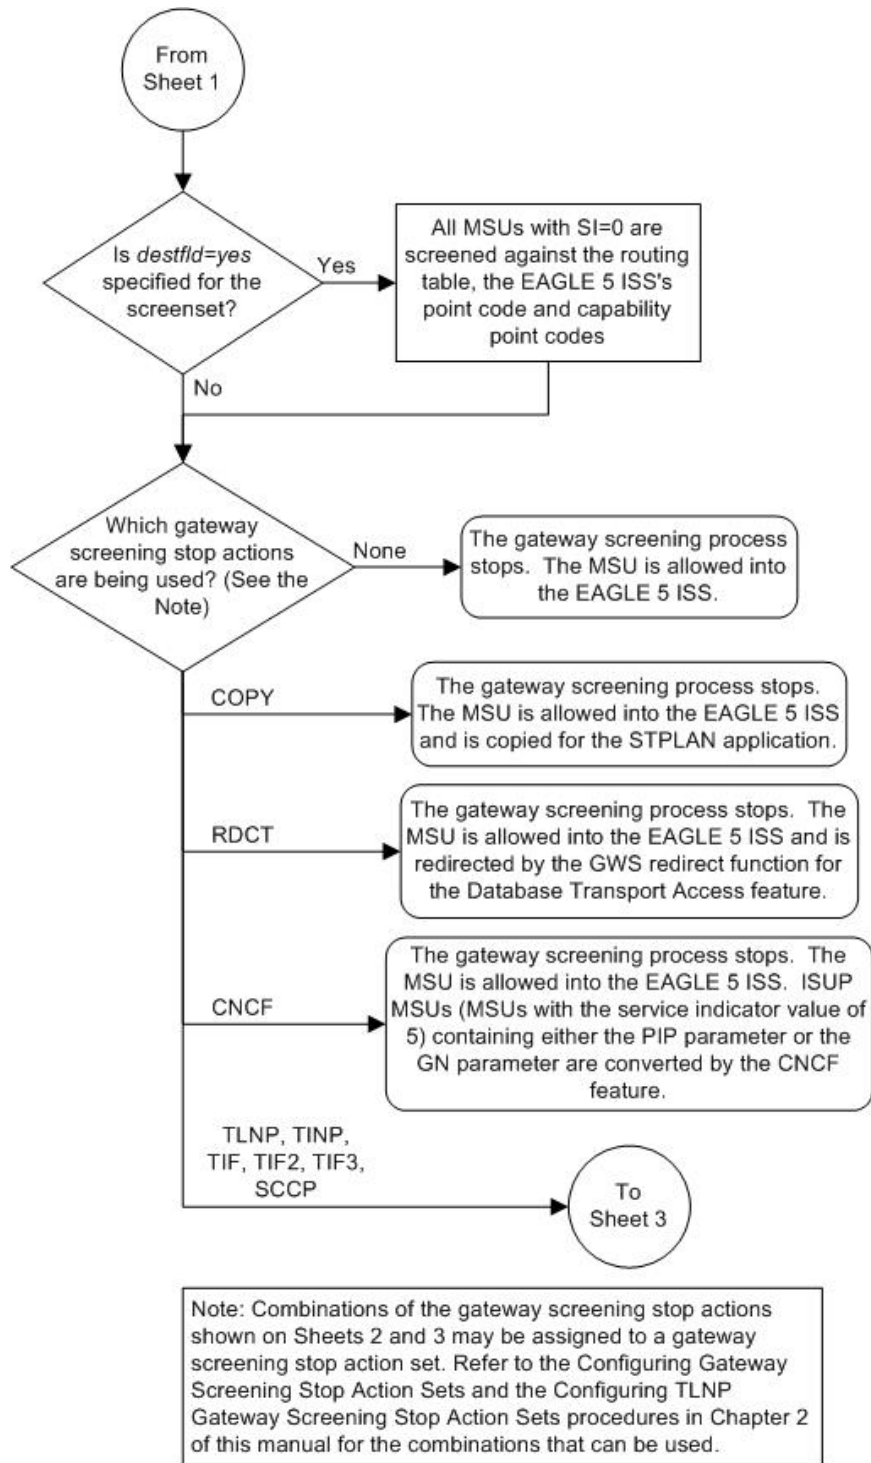 From
Sheet 1
Is destfld=yes
specified for the
screenset?
Yes
All MSUs with SI=0 are
screened against the routing
table, the EAGLE 5 ISS's
point code and capability
point codes
No
Which gateway
screening stop actions
are being used? (See the
Note)
None
The gateway screening process
stops. The MSU is allowed into
the EAGLE 5 ISS.
COPY
The gateway screening process stops.
The MSU is allowed into the EAGLE 5 ISS
and is copied for the STPLAN application.
RDCT
The gateway screening process stops. The
MSU is allowed into the EAGLE 5 ISS and is
redirected by the GWS redirect function for
the Database Transport Access feature.
CNCF
The gateway screening process stops. The
MSU is allowed into the EAGLE 5 ISS. ISUP
MSUs (MSUs with the service indicator value of
5) containing either the PIP parameter or the
GN parameter are converted by the CNCF
feature.
TLNP, TINP,
TIF, TIF2, TIF3,
SCCP
To
Sheet 3
Note: Combinations of the gateway screening stop actions
shown on Sheets 2 and 3 may be assigned to a gateway
screening stop action set. Refer to the Configuring Gateway
Screening Stop Action Sets and the Configuring TLNP
Gateway Screening Stop Action Sets procedures in Chapter 2
of this manual for the combinations that can be used.